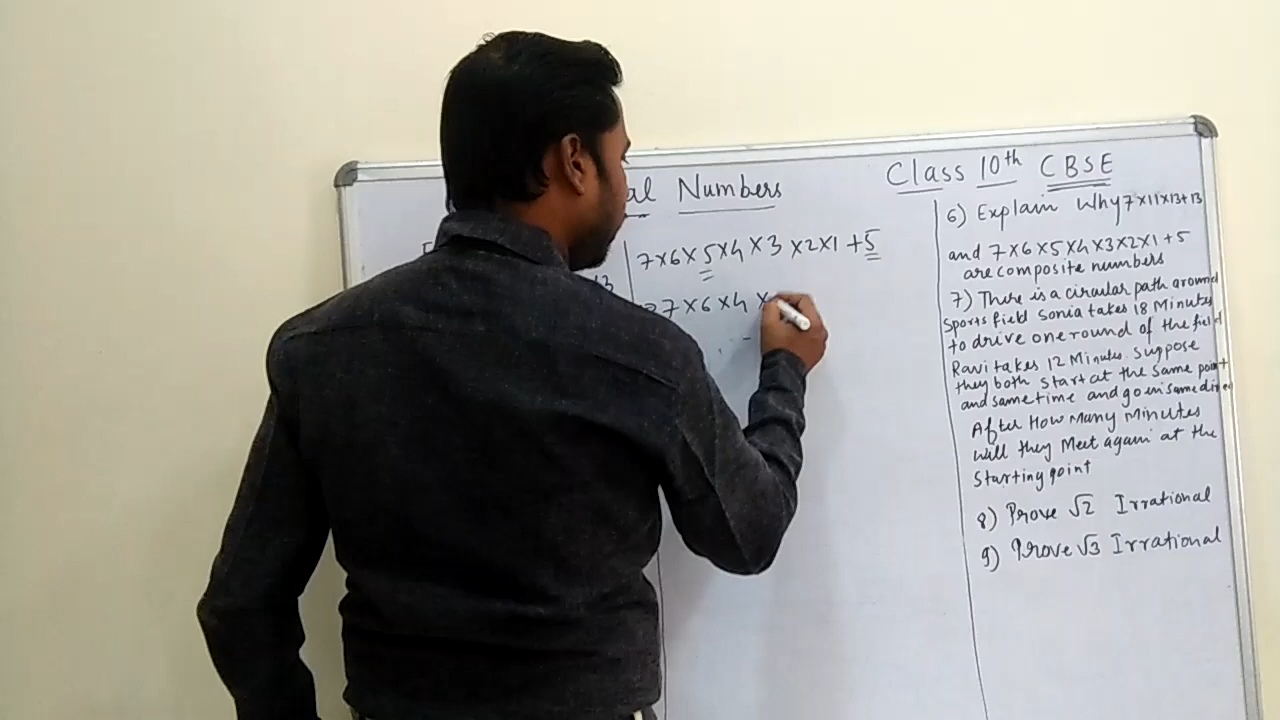 Numbers
Class 10th CBSE
7×6×5×4×3×2×1+5
7×6×4×
6) Explain Why 7×11×13+13
and 7×6×5×4×3×2×1+5
are composite numbers
7) There is a circular path around
sports field Sonia takes 18 Minutes
to drive one round of the field
Ravi takes 12 Minutes. suppose
they both start at the same point
and same time and go in same
After How Many Minutes
will they Meet again at the
Starting point
8) Prove √2 Irrational
9) Prove √3 Irrational